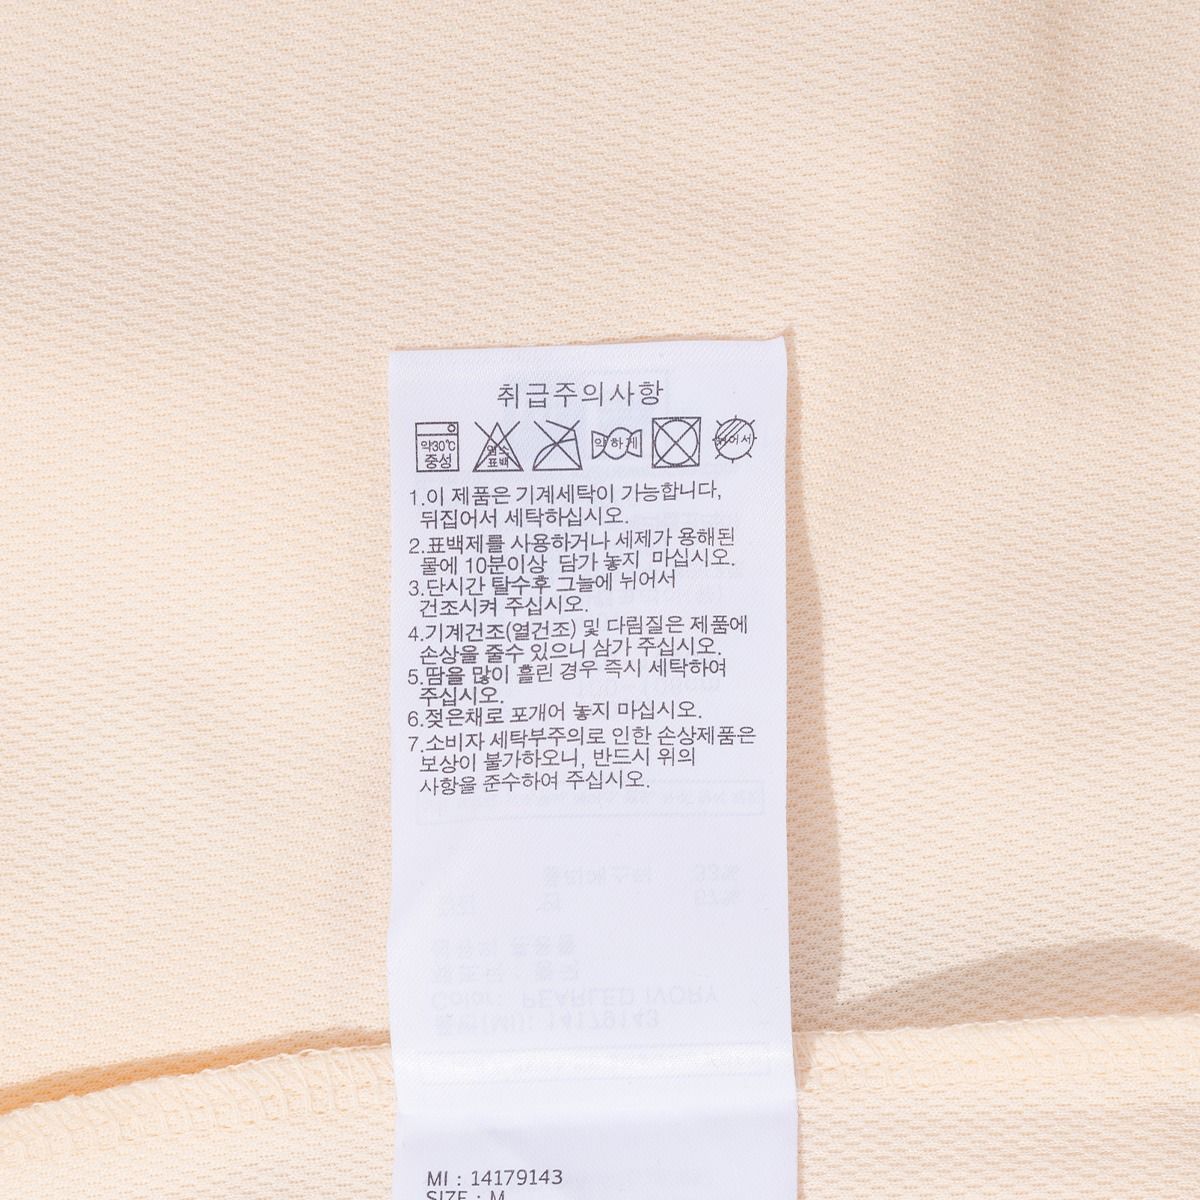 취급주의사항
약30℃
중성
염소
표백
약하게
뉘어서
1.이 제품은 기계세탁이 가능합니다,
뒤집어서 세탁하십시오.
2.표백제를 사용하거나 세제가 용해된
물에 10분이상 담가 놓지 마십시오.
3.단시간 탈수후 그늘에 뉘어서
건조시켜 주십시오.
4.기계건조(열건조) 및 다림질은 제품에
손상을 줄수 있으니 삼가 주십시오.
5.땀을 많이 흘린 경우 즉시 세탁하여
주십시오.
6.젖은채로 포개어 놓지 마십시오.
7.소비자 세탁부주의로 인한 손상제품은
보상이 불가하오니, 반드시 위의
사항을 준수하여 주십시오.
MI : 14179143
SIZE : M